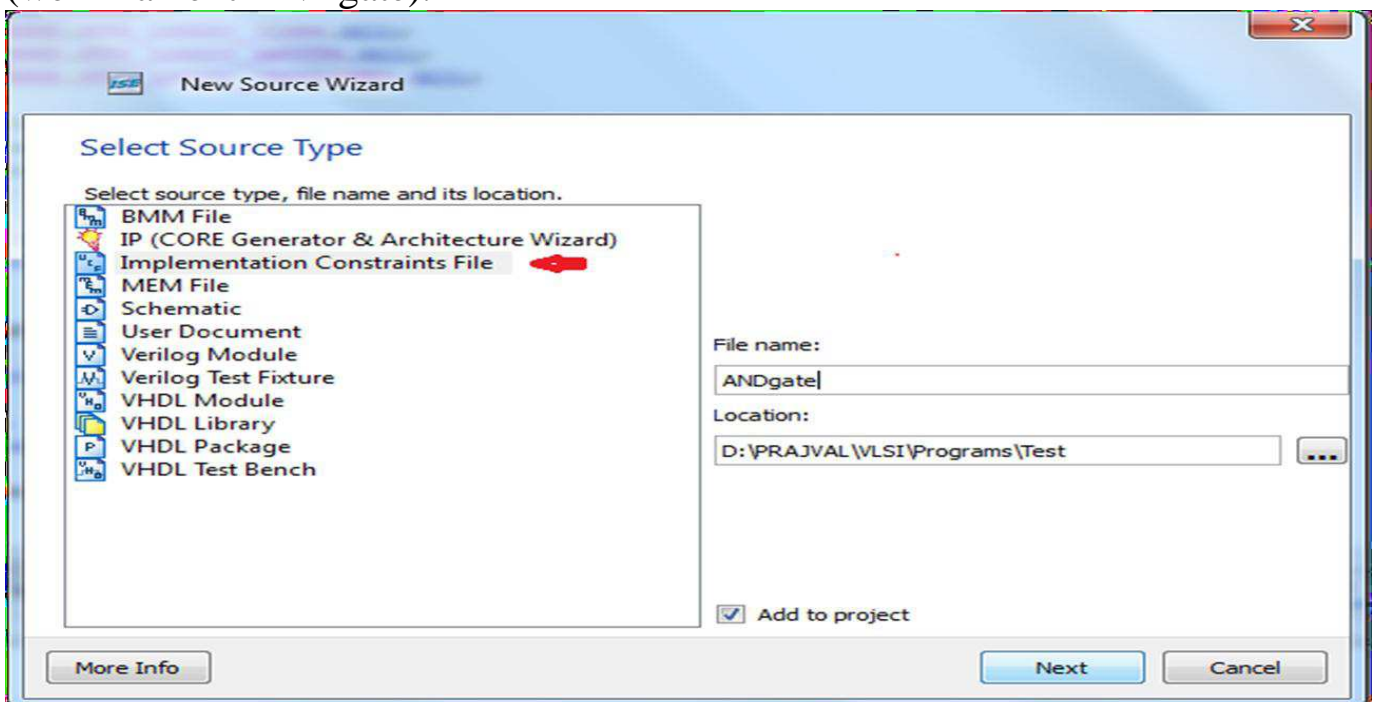 ISE New Source Wizard
Select Source Type
Select source type, file name and its location.
BMM File
IP (CORE Generator & Architecture Wizard)
Implementation Constraints File
MEM File
Schematic
User Document
Verilog Module
Verilog Test Fixture
VHDL Module
VHDL Library
VHDL Package
VHDL Test Bench
File name:
ANDgate
Location:
D:\PRAJVAL\VLSI\Programs\Test
...
Add to project
More Info
Next
Cancel